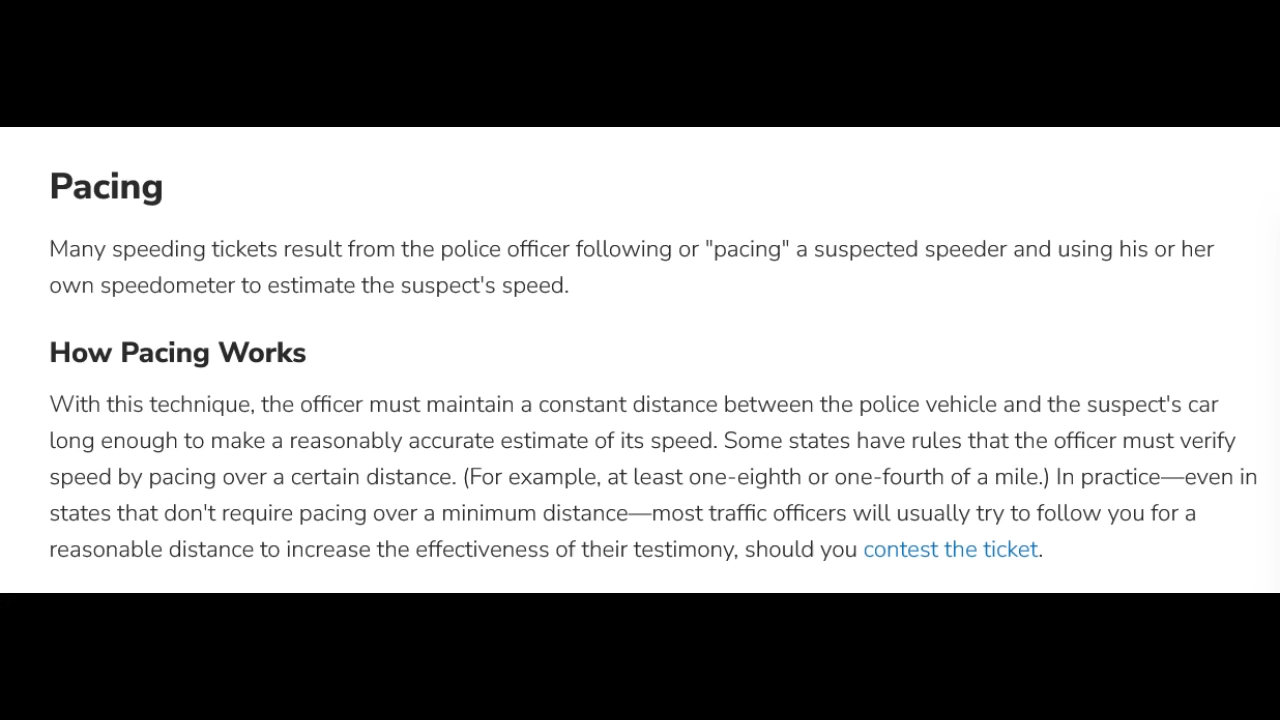 Pacing
Many speeding tickets result from the police officer following or "pacing" a suspected speeder and using his or her
own speedometer to estimate the suspect's speed.
How Pacing Works
With this technique, the officer must maintain a constant distance between the police vehicle and the suspect's car
long enough to make a reasonably accurate estimate of its speed. Some states have rules that the officer must verify
speed by pacing over a certain distance. (For example, at least one-eighth or one-fourth of a mile.) In practice—even in
states that don't require pacing over a minimum distance—most traffic officers will usually try to follow you for a
reasonable distance to increase the effectiveness of their testimony, should you contest the ticket.